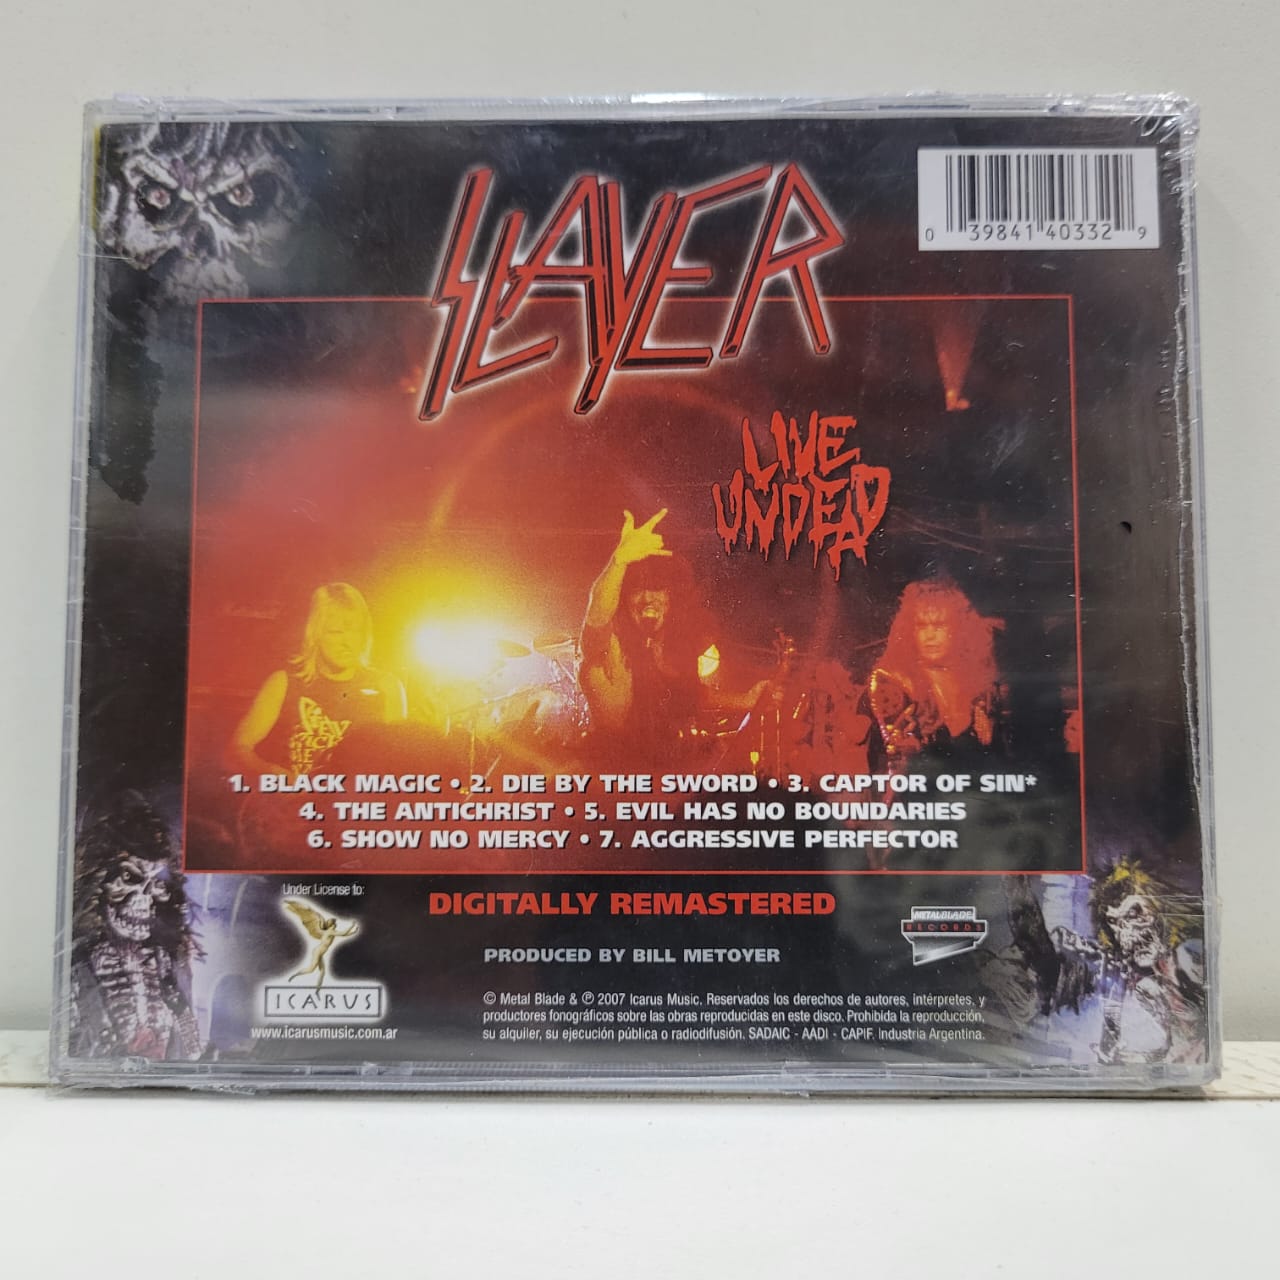 SLAYER
0 39841 40332 9
LIVE
UNDEAD
1. BLACK MAGIC • 2. DIE BY THE SWORD • 3. CAPTOR OF SIN*
4. THE ANTICHRIST • 5. EVIL HAS NO BOUNDARIES
6. SHOW NO MERCY • 7. AGGRESSIVE PERFECTOR
Under License to:
ICARUS
www.icarusmusic.com.ar
DIGITALLY REMASTERED
PRODUCED BY BILL METOYER
METALBLADE
RECORDS
© Metal Blade & ℗ 2007 Icarus Music. Reservados los derechos de autores, intérpretes, y
productores fonográficos sobre las obras reproducidas en este disco. Prohibida la reproducción,
su alquiler, su ejecución pública o radiodifusión. SADAIC - AADI - CAPIF. Industria Argentina.